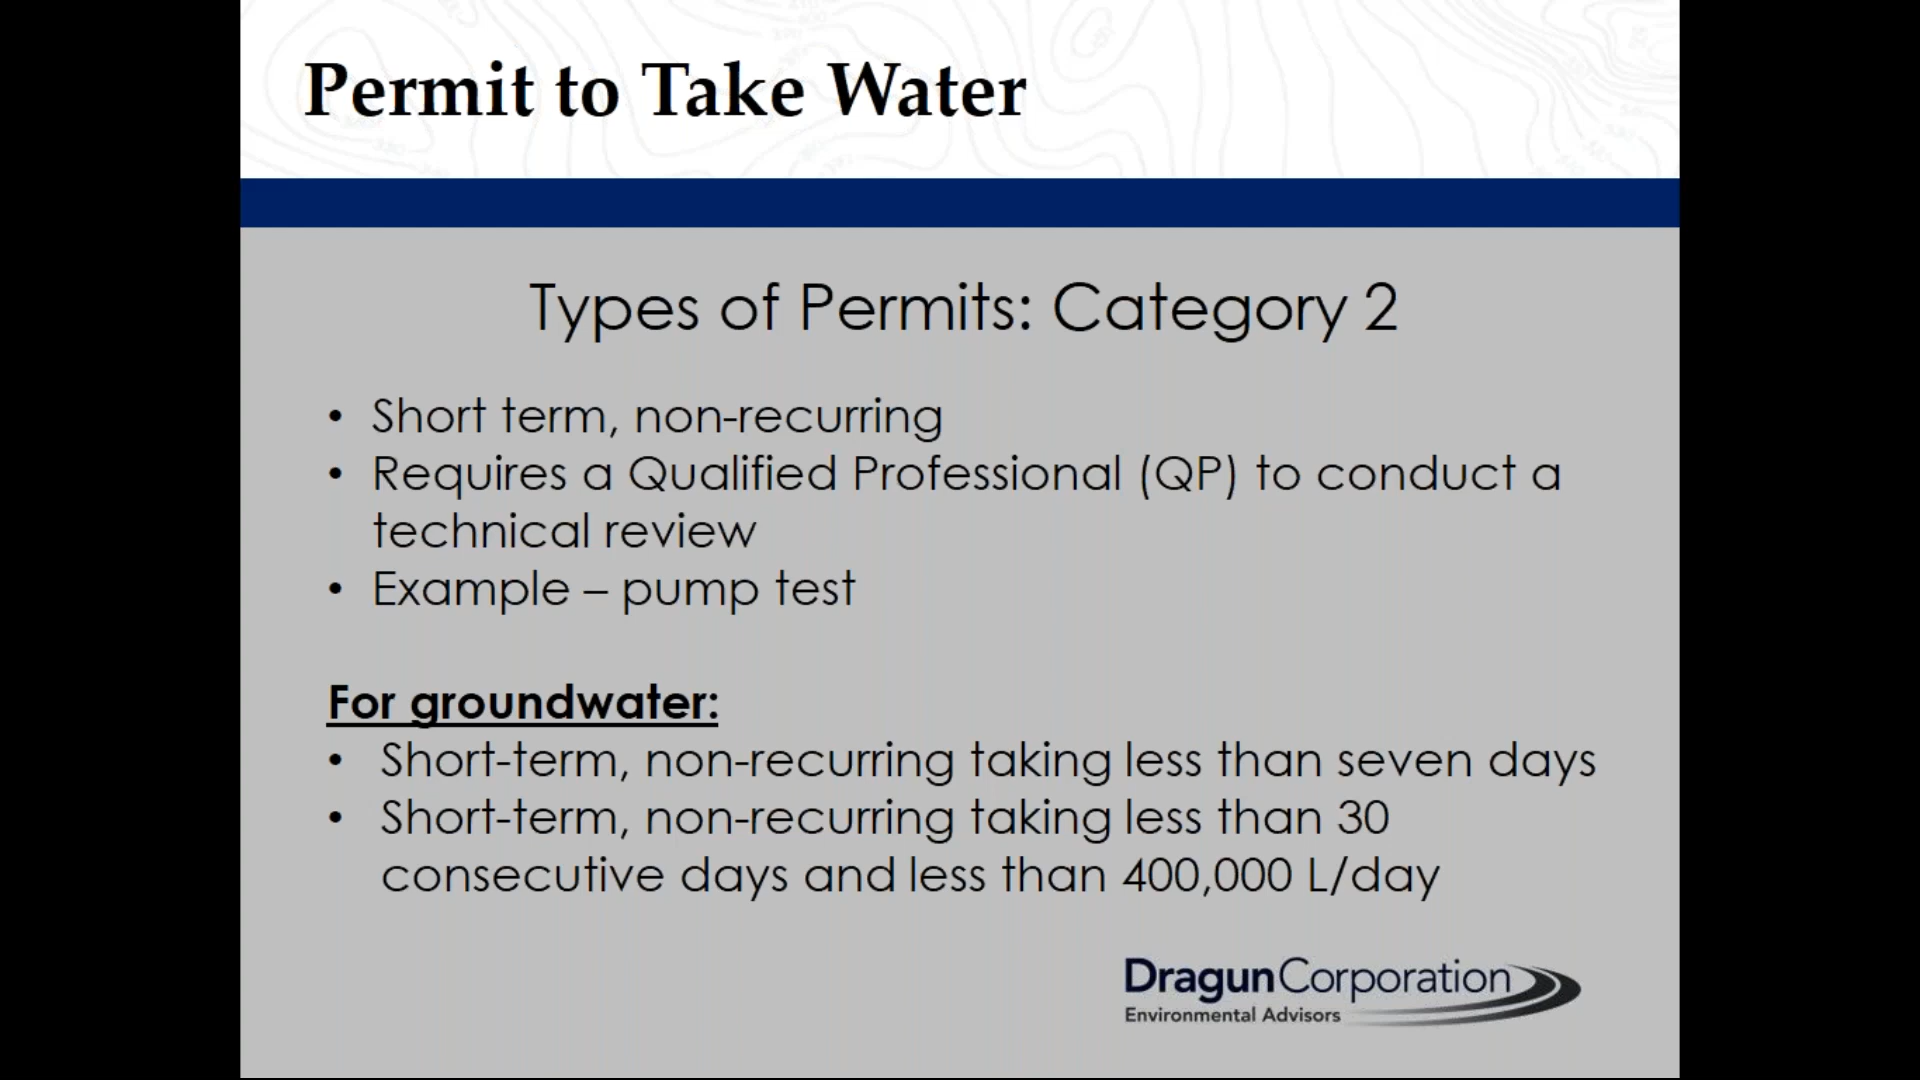 Permit to Take Water
Types of Permits: Category 2
• Short term, non-recurring
• Requires a Qualified Professional (QP) to conduct a
technical review
• Example – pump test
For groundwater:
• Short-term, non-recurring taking less than seven days
• Short-term, non-recurring taking less than 30
consecutive days and less than 400,000 L/day
DragunCorporation
Environmental Advisors